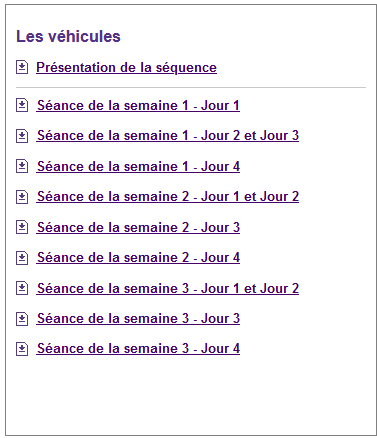 Les véhicules
Présentation de la séquence
Séance de la semaine 1 - Jour 1
Séance de la semaine 1 - Jour 2 et Jour 3
Séance de la semaine 1 - Jour 4
Séance de la semaine 2 - Jour 1 et Jour 2
Séance de la semaine 2 - Jour 3
Séance de la semaine 2 - Jour 4
Séance de la semaine 3 - Jour 1 et Jour 2
Séance de la semaine 3 - Jour 3
Séance de la semaine 3 - Jour 4